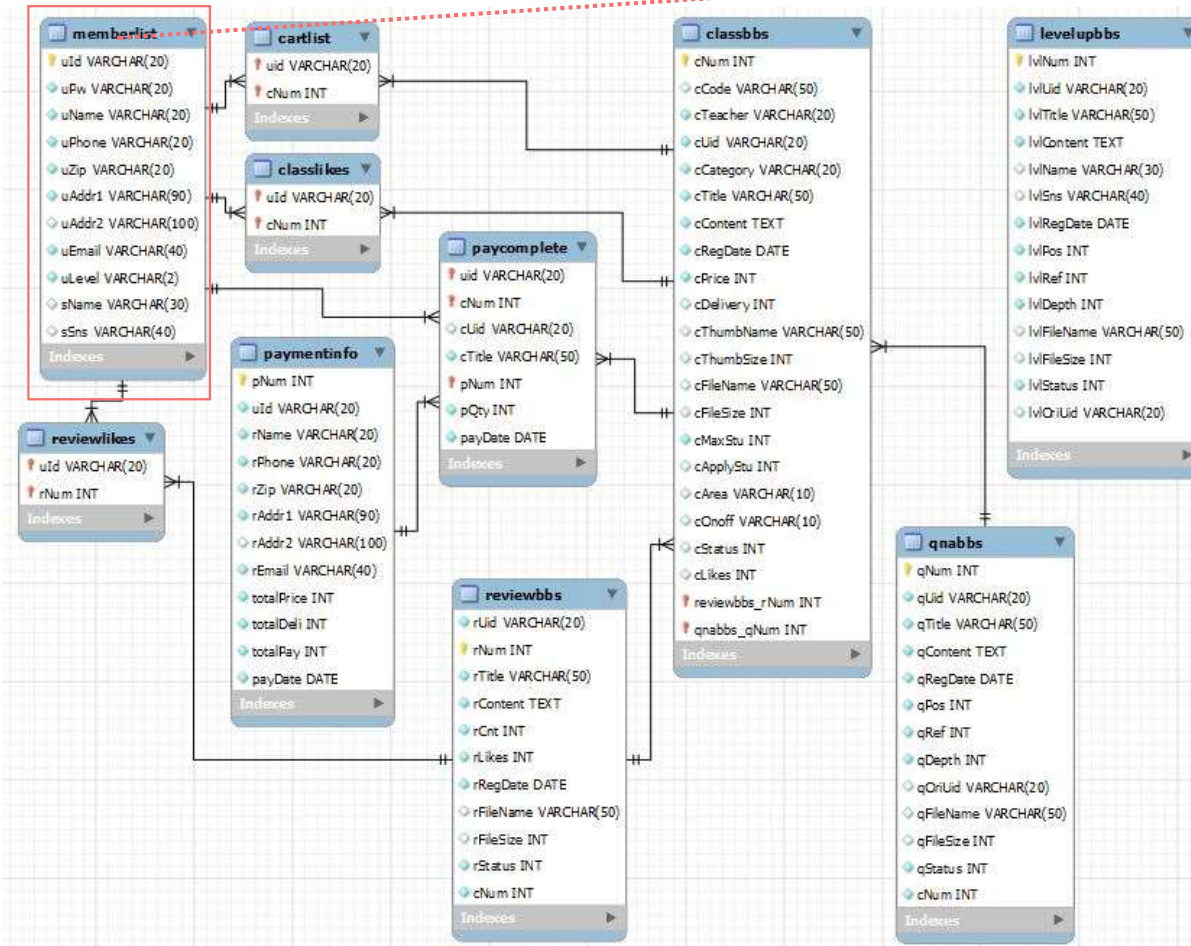 memberlist
uId VARCHAR(20)
uPw VARCHAR(20)
uName VARCHAR(20)
uPhone VARCHAR(20)
uZip VARCHAR(20)
uAddr1 VARCHAR(90)
uAddr2 VARCHAR(100)
uEmail VARCHAR(40)
uLevel VARCHAR(2)
sName VARCHAR(30)
sSns VARCHAR(40)
Indexes
cartlist
uid VARCHAR(20)
cNum INT
Indexes
classlikes
uId VARCHAR(20)
cNum INT
Indexes
paycomplete
uid VARCHAR(20)
cNum INT
cUid VARCHAR(20)
cTitle VARCHAR(50)
pNum INT
pQty INT
payDate DATE
Indexes
paymentinfo
pNum INT
uId VARCHAR(20)
rName VARCHAR(20)
rPhone VARCHAR(20)
rZip VARCHAR(20)
rAddr1 VARCHAR(90)
rAddr2 VARCHAR(100)
rEmail VARCHAR(40)
totalPrice INT
totalDeli INT
totalPay INT
payDate DATE
Indexes
reviewlikes
uId VARCHAR(20)
rNum INT
Indexes
reviewbbs
rUid VARCHAR(20)
rNum INT
rTitle VARCHAR(50)
rContent TEXT
rCnt INT
rLikes INT
rRegDate DATE
rFileName VARCHAR(50)
rFileSize INT
rStatus INT
cNum INT
Indexes
classbbs
cNum INT
cCode VARCHAR(50)
cTeacher VARCHAR(20)
cUid VARCHAR(20)
cCategory VARCHAR(20)
cTitle VARCHAR(50)
cContent TEXT
cRegDate DATE
cPrice INT
cDelivery INT
cThumbName VARCHAR(50)
cThumbSize INT
cFileName VARCHAR(50)
cFileSize INT
cMaxStu INT
cApplyStu INT
cArea VARCHAR(10)
cOnoff VARCHAR(10)
cStatus INT
cLikes INT
reviewbbs_rNum INT
qnabbs_qNum INT
Indexes
levelupbbs
lvlNum INT
lvlUid VARCHAR(20)
lvlTitle VARCHAR(50)
lvlContent TEXT
lvlName VARCHAR(30)
lvlSns VARCHAR(40)
lvlRegDate DATE
lvlPos INT
lvlRef INT
lvlDepth INT
lvlFileName VARCHAR(50)
lvlFileSize INT
lvlStatus INT
lvlOriUid VARCHAR(20)
Indexes
qnabbs
qNum INT
qUid VARCHAR(20)
qTitle VARCHAR(50)
qContent TEXT
qRegDate DATE
qPos INT
qRef INT
qDepth INT
qOriUid VARCHAR(20)
qFileName VARCHAR(50)
qFileSize INT
qStatus INT
cNum INT
Indexes